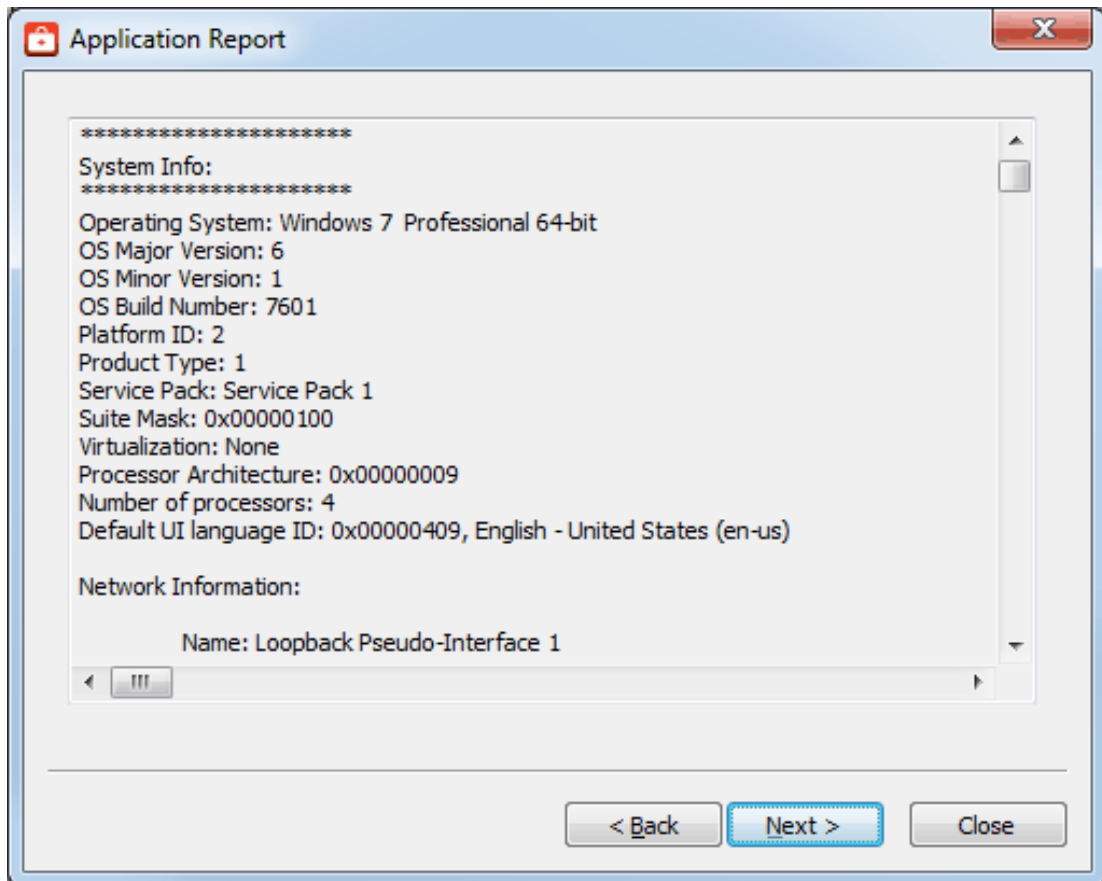 Application Report
**********************
System Info:
**********************
Operating System: Windows 7 Professional 64-bit
OS Major Version: 6
OS Minor Version: 1
OS Build Number: 7601
Platform ID: 2
Product Type: 1
Service Pack: Service Pack 1
Suite Mask: 0x00000100
Virtualization: None
Processor Architecture: 0x00000009
Number of processors: 4
Default UI language ID: 0x00000409, English - United States (en-us)
Network Information:
Name: Loopback Pseudo-Interface 1
< Back Next > Close